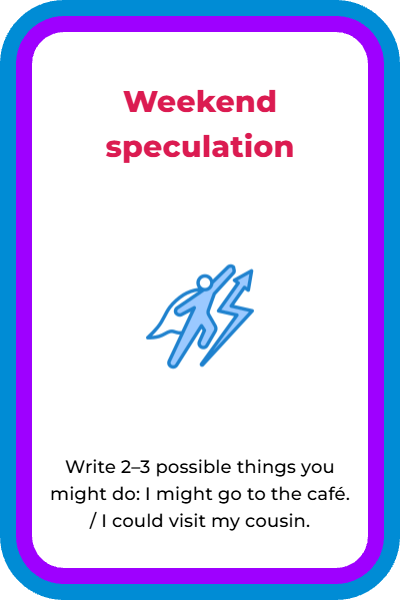 Weekend
speculation
Write 2–3 possible things you
might do: I might go to the café.
/ I could visit my cousin.